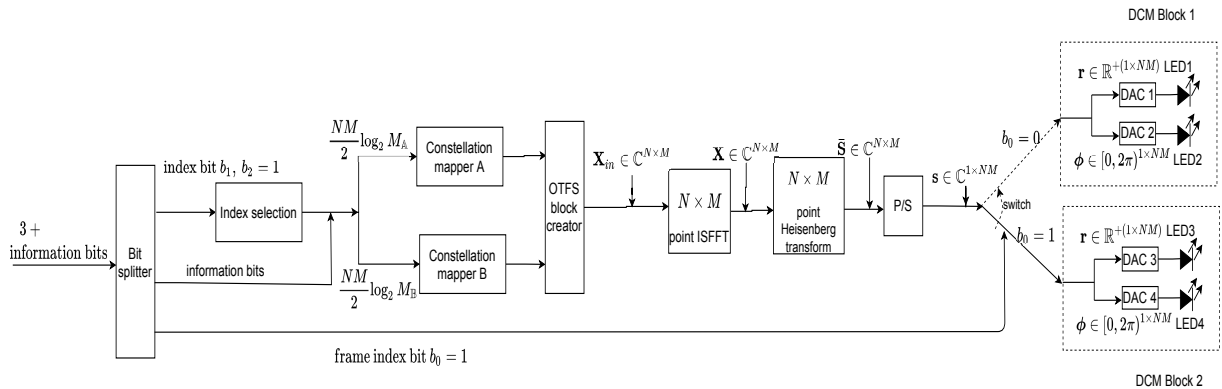 DCM Block 1
3 +
information bits
Bit
splitter
index bit b₁, b₂ = 1
Index selection
information bits
frame index bit b₀ = 1
NM/2 log₂ M_𝔸
NM/2 log₂ M_𝔹
Constellation
mapper A
Constellation
mapper B
OTFS
block
creator
X_in ∈ ℂ^{N×M}
N × M
point ISFFT
X ∈ ℂ^{N×M}
N × M
point
Heisenberg
transform
S̄ ∈ ℂ^{N×M}
P/S
s ∈ ℂ^{1×NM}
b₀ = 0
switch
b₀ = 1
r ∈ ℝ^{+(1×NM)} LED1
DAC 1
DAC 2
ϕ ∈ [0, 2π)^{1×NM} LED2
r ∈ ℝ^{+(1×NM)} LED3
DAC 3
DAC 4
ϕ ∈ [0, 2π)^{1×NM} LED4
DCM Block 2